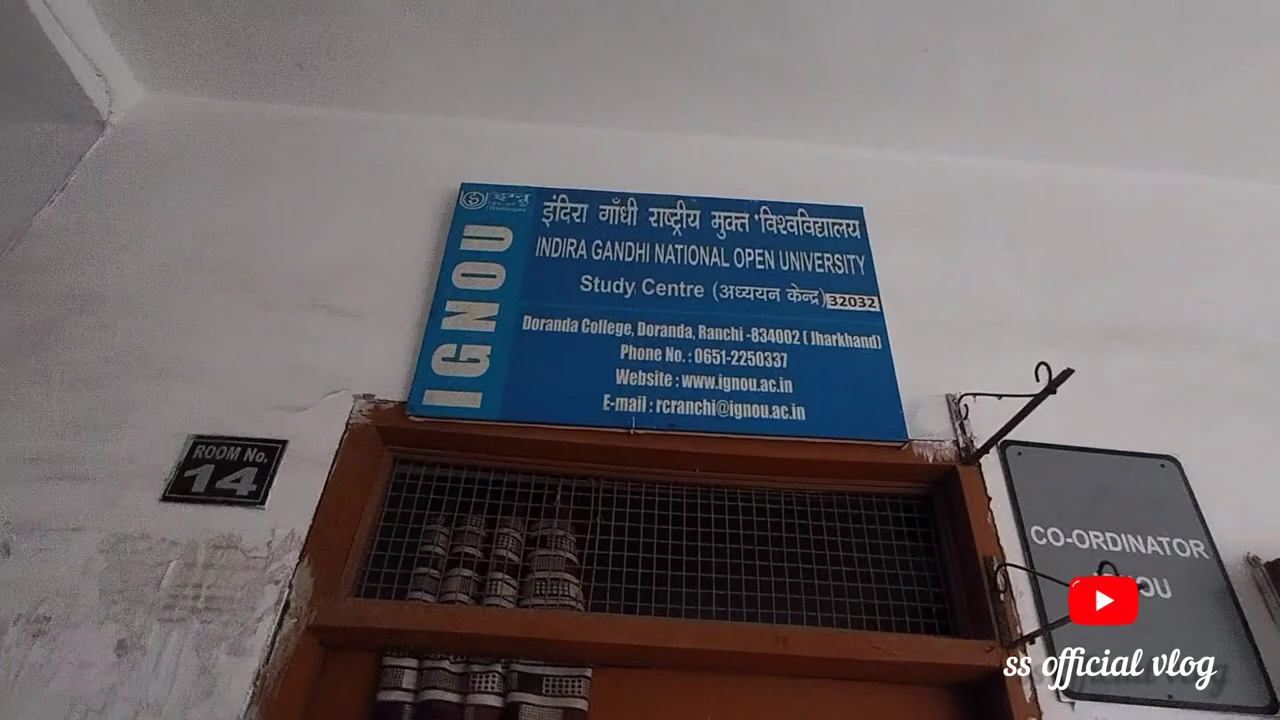 इग्नू
IGNOU
इंदिरा गाँधी राष्ट्रीय मुक्त विश्वविद्यालय
INDIRA GANDHI NATIONAL OPEN UNIVERSITY
Study Centre (अध्ययन केन्द्र) 32032
Doranda College, Doranda, Ranchi -834002 ( Jharkhand)
Phone No. : 0651-2250337
Website : www.ignou.ac.in
E-mail : rcranchi@ignou.ac.in
ROOM No.
14
CO-ORDINATOR
ss official vlog